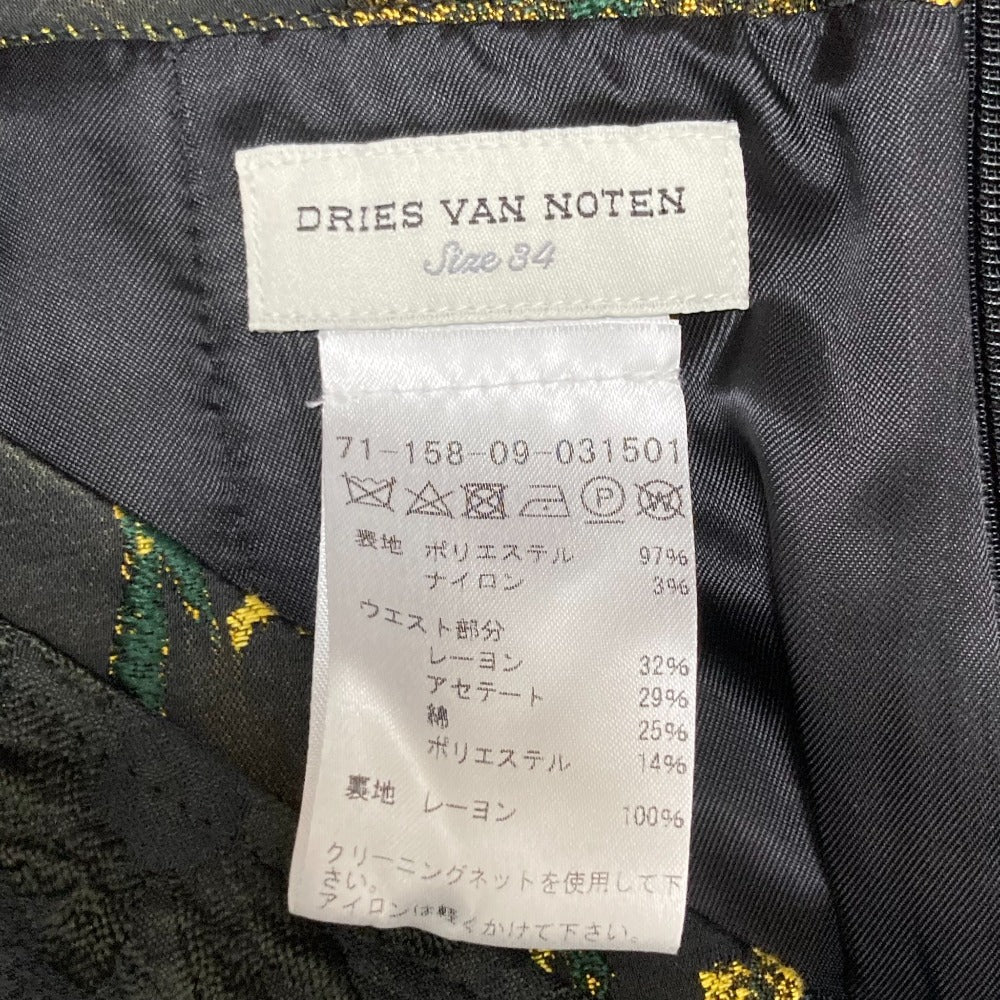 DRIES VAN NOTEN
Size 34
71-158-09-031501
P W
表地 ポリエステル 97%
ナイロン 3%
ウエスト部分
レーヨン 32%
アセテート 29%
綿 25%
ポリエステル 14%
裏地 レーヨン 100%
クリーニングネットを使用して下
さい。
アイロンは軽くかけて下さい。